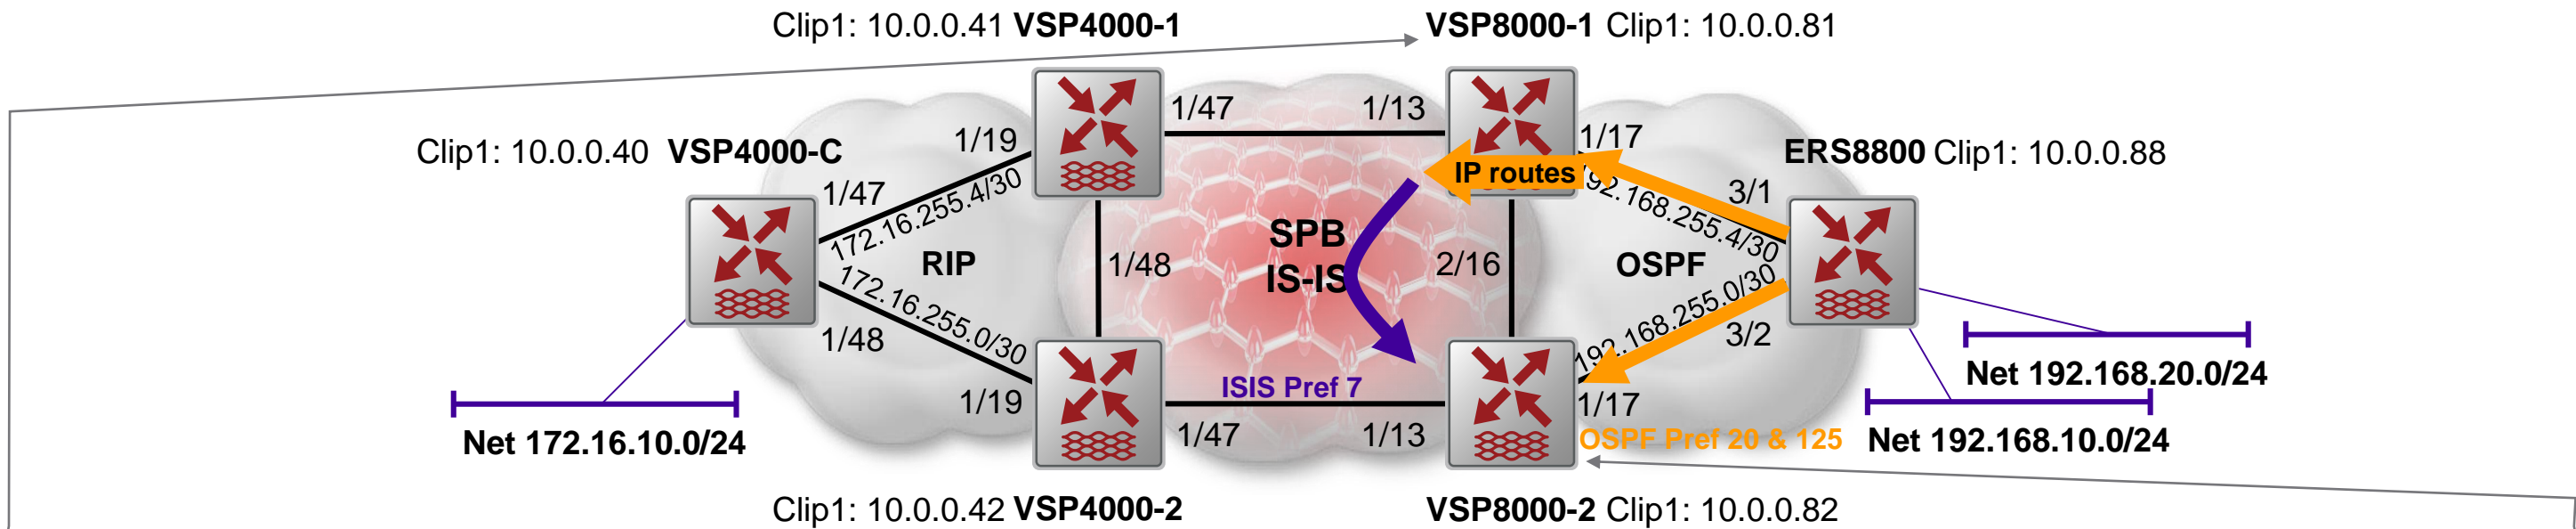 Clip1: 10.0.0.41 VSP4000-1
VSP8000-1 Clip1: 10.0.0.81
1/47
1/13
1/19
1/17
Clip1: 10.0.0.40 VSP4000-C
ERS8800 Clip1: 10.0.0.88
IP routes
1/47
172.16.255.4/30
3/1
92.168.255.4/30
SPB
IS-IS
RIP
1/48
2/16
OSPF
172.16.255.0/30
192.168.255.0/30
1/48
3/2
Net 192.168.20.0/24
ISIS Pref 7
1/19
1/17
1/47
1/13
OSPF Pref 20 & 125
Net 172.16.10.0/24
Net 192.168.10.0/24
Clip1: 10.0.0.42 VSP4000-2
VSP8000-2 Clip1: 10.0.0.82